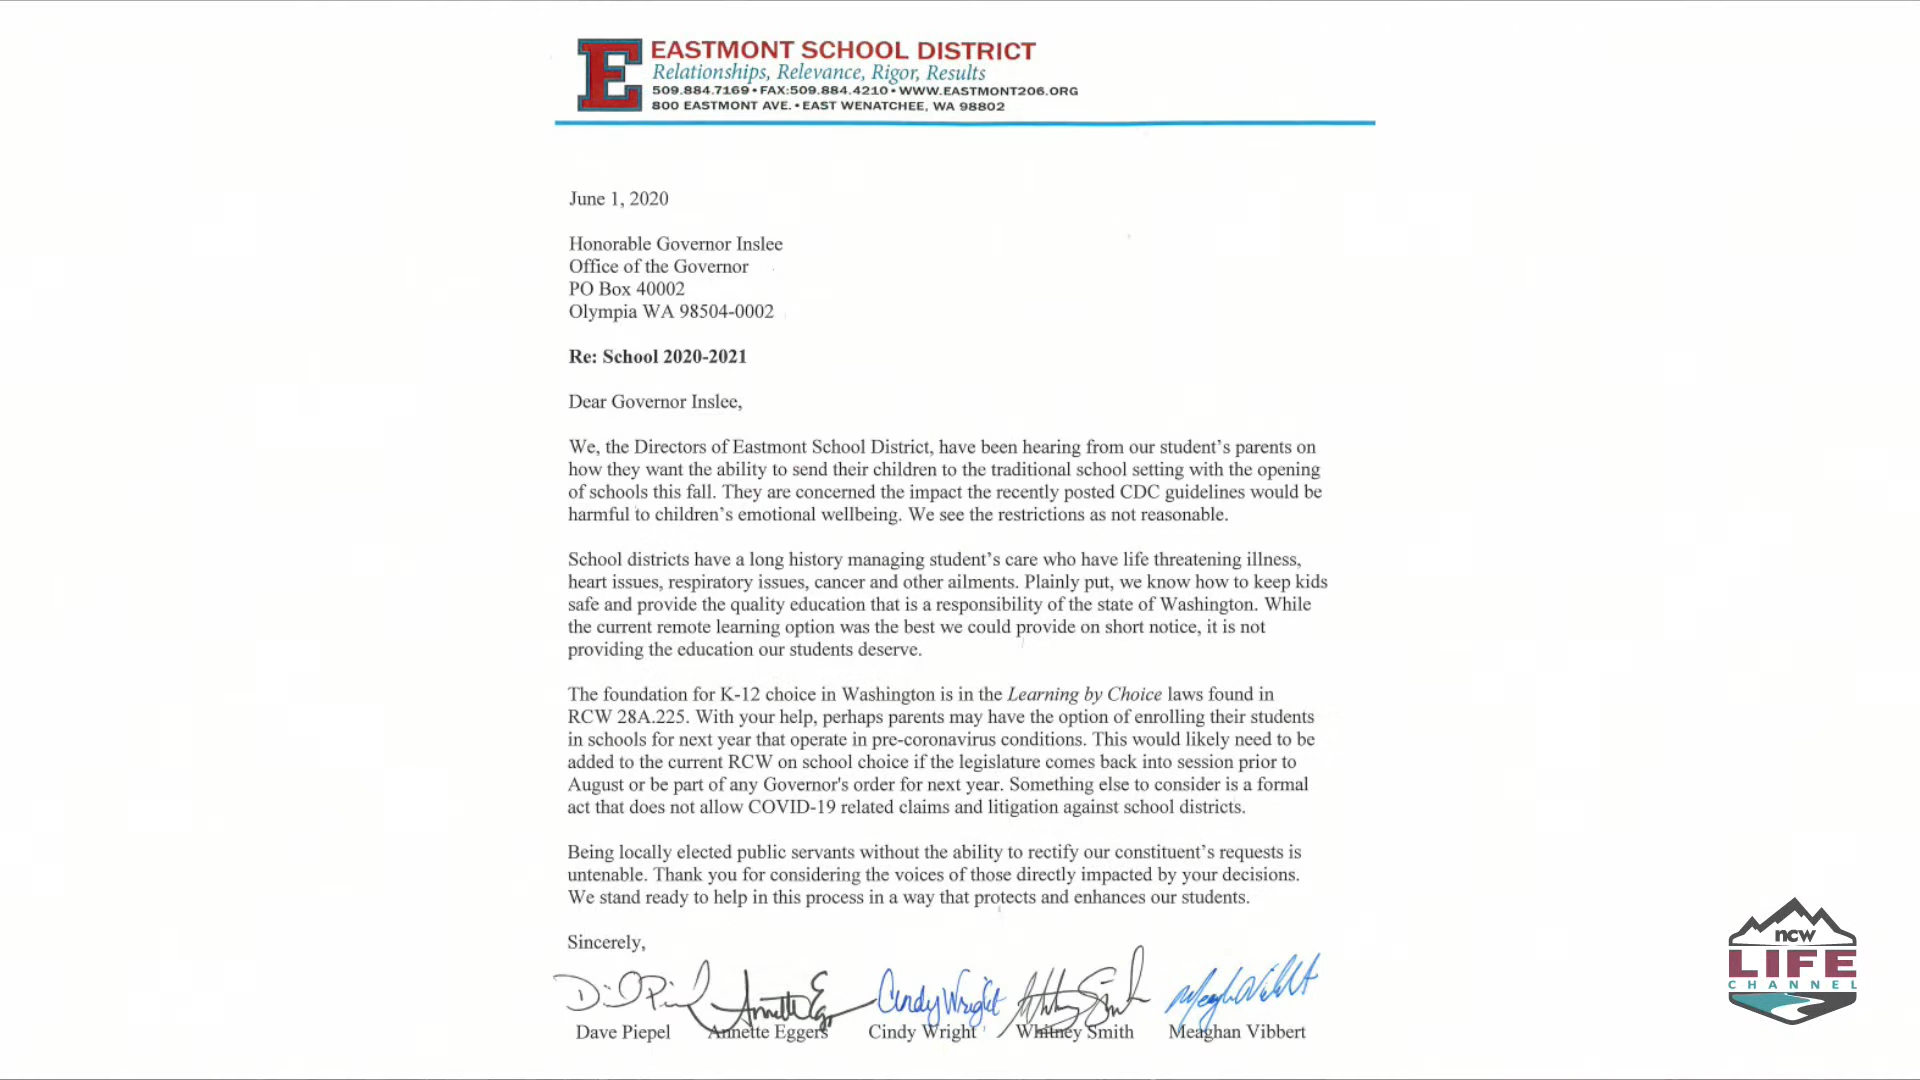 E
EASTMONT SCHOOL DISTRICT
Relationships, Relevance, Rigor, Results
509.884.7169 • FAX:509.884.4210 • WWW.EASTMONT206.ORG
800 EASTMONT AVE. • EAST WENATCHEE, WA 98802
June 1, 2020
Honorable Governor Inslee
Office of the Governor
PO Box 40002
Olympia WA 98504-0002
Re: School 2020-2021
Dear Governor Inslee,
We, the Directors of Eastmont School District, have been hearing from our student's parents on
how they want the ability to send their children to the traditional school setting with the opening
of schools this fall. They are concerned the impact the recently posted CDC guidelines would be
harmful to children's emotional wellbeing. We see the restrictions as not reasonable.
School districts have a long history managing student's care who have life threatening illness,
heart issues, respiratory issues, cancer and other ailments. Plainly put, we know how to keep kids
safe and provide the quality education that is a responsibility of the state of Washington. While
the current remote learning option was the best we could provide on short notice, it is not
providing the education our students deserve.
The foundation for K-12 choice in Washington is in the Learning by Choice laws found in
RCW 28A.225. With your help, perhaps parents may have the option of enrolling their students
in schools for next year that operate in pre-coronavirus conditions. This would likely need to be
added to the current RCW on school choice if the legislature comes back into session prior to
August or be part of any Governor's order for next year. Something else to consider is a formal
act that does not allow COVID-19 related claims and litigation against school districts.
Being locally elected public servants without the ability to rectify our constituent's requests is
untenable. Thank you for considering the voices of those directly impacted by your decisions.
We stand ready to help in this process in a way that protects and enhances our students.
Sincerely,
Cindy Wright
Dave Piepel Annette Eggers Cindy Wright Whitney Smith Meaghan Vibbert
ncw
LIFE
CHANNEL